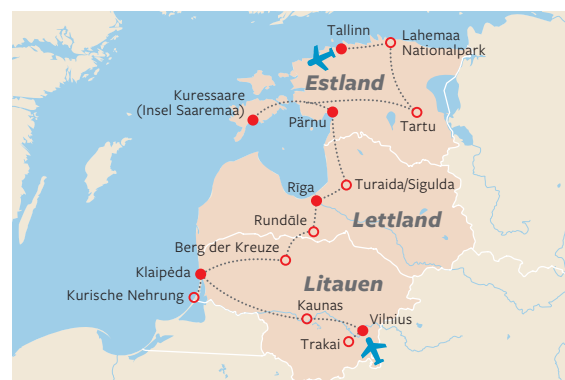 Tallinn
Lahemaa
Nationalpark
Estland
Kuressaare
(Insel Saaremaa)
Pärnu
Tartu
Turaida/Sigulda
Rīga
Lettland
Rundāle
Berg der Kreuze
Klaipėda
Litauen
Kurische Nehrung
Kaunas
Vilnius
Trakai